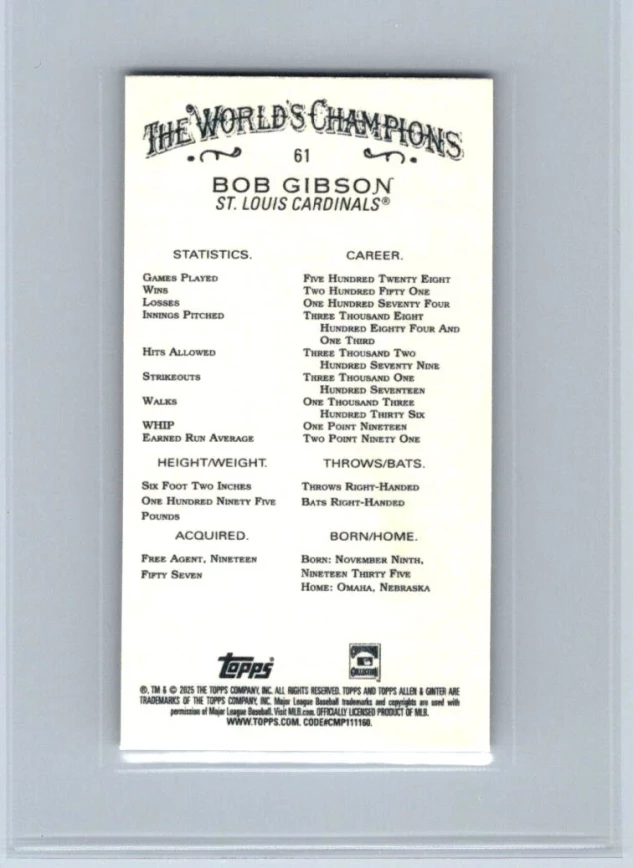 THE WORLD'S CHAMPIONS
61
BOB GIBSON
ST. LOUIS CARDINALS®
STATISTICS. CAREER.
GAMES PLAYED FIVE HUNDRED TWENTY EIGHT
WINS TWO HUNDRED FIFTY ONE
LOSSES ONE HUNDRED SEVENTY FOUR
INNINGS PITCHED THREE THOUSAND EIGHT
HUNDRED EIGHTY FOUR AND
ONE THIRD
HITS ALLOWED THREE THOUSAND TWO
HUNDRED SEVENTY NINE
STRIKEOUTS THREE THOUSAND ONE
HUNDRED SEVENTEEN
WALKS ONE THOUSAND THREE
HUNDRED THIRTY SIX
WHIP ONE POINT NINETEEN
EARNED RUN AVERAGE TWO POINT NINETY ONE
HEIGHT/WEIGHT. THROWS/BATS.
SIX FOOT TWO INCHES THROWS RIGHT-HANDED
ONE HUNDRED NINETY FIVE BATS RIGHT-HANDED
POUNDS
ACQUIRED. BORN/HOME.
FREE AGENT, NINETEEN BORN: NOVEMBER NINTH,
FIFTY SEVEN NINETEEN THIRTY FIVE
HOME: OMAHA, NEBRASKA
Topps
COOPERSTOWN
COLLECTION
®, TM & © 2025 THE TOPPS COMPANY, INC. ALL RIGHTS RESERVED. TOPPS AND TOPPS ALLEN & GINTER ARE
TRADEMARKS OF THE TOPPS COMPANY, INC. Major League Baseball trademarks and copyrights are used with
permission of Major League Baseball. Visit MLB.com. OFFICIALLY LICENSED PRODUCT OF MLB.
WWW.TOPPS.COM. CODE#CMP111160.